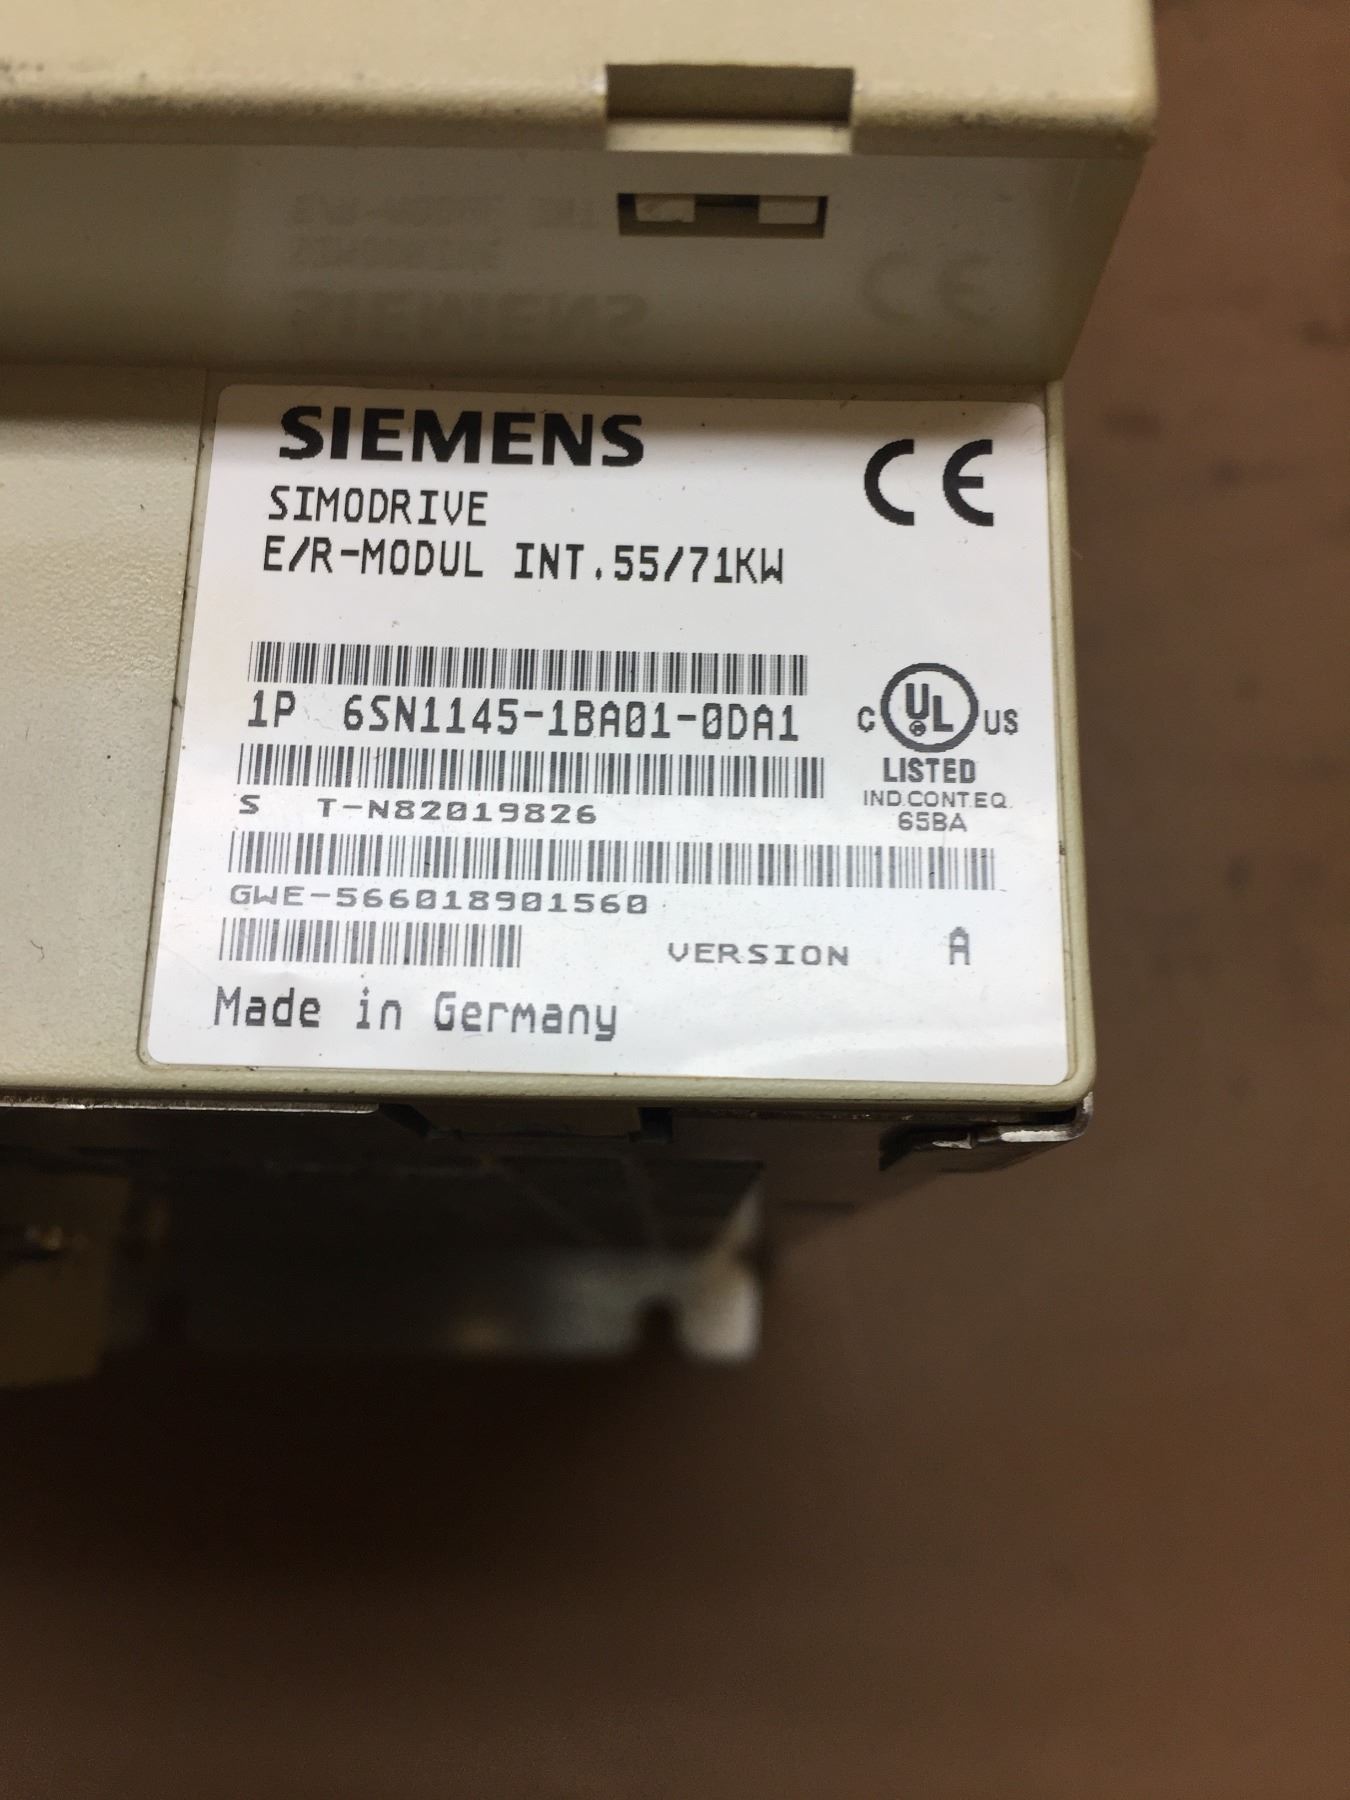 SIEMENS
CE
SIMODRIVE
E/R-MODUL INT.55/71KW
1P 6SN1145-1BA01-0DA1
C UL US
LISTED
IND.CONT.EQ.
65BA
S T-N82019826
GWE-566018901560
VERSION A
Made in Germany